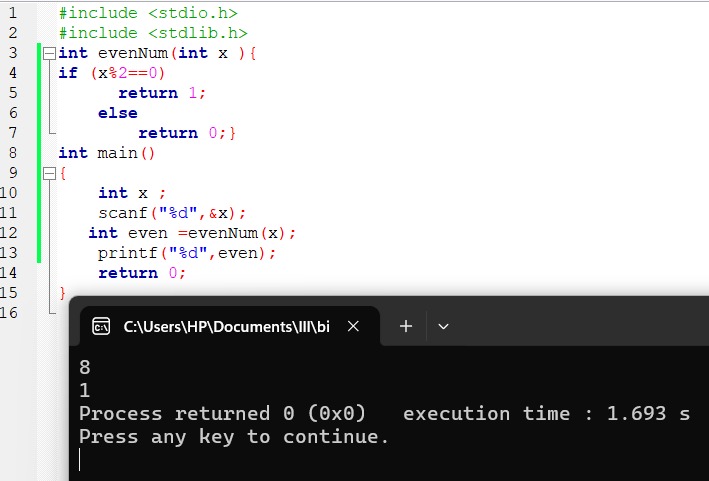 1 #include <stdio.h>
2 #include <stdlib.h>
3 int evenNum(int x ){
4 if (x%2==0)
5 return 1;
6 else
7 return 0;}
8 int main()
9 {
10 int x ;
11 scanf("%d",&x);
12 int even =evenNum(x);
13 printf("%d",even);
14 return 0;
15 }
16
C:\Users\HP\Documents\lll\bi
8
1
Process returned 0 (0x0) execution time : 1.693 s
Press any key to continue.